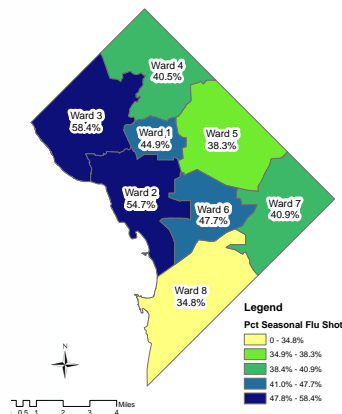 Ward 4
40.5%
Ward 3
58.4%
Ward 1
44.9%
Ward 5
38.3%
Ward 2
54.7%
Ward 6
47.7%
Ward 7
40.9%
Ward 8
34.8%
Legend
Pct Seasonal Flu Shot
0 - 34.8%
34.9% - 38.3%
38.4% - 40.9%
41.0% - 47.7%
47.8% - 58.4%
N
Miles
0 0.5 1 2 3 4